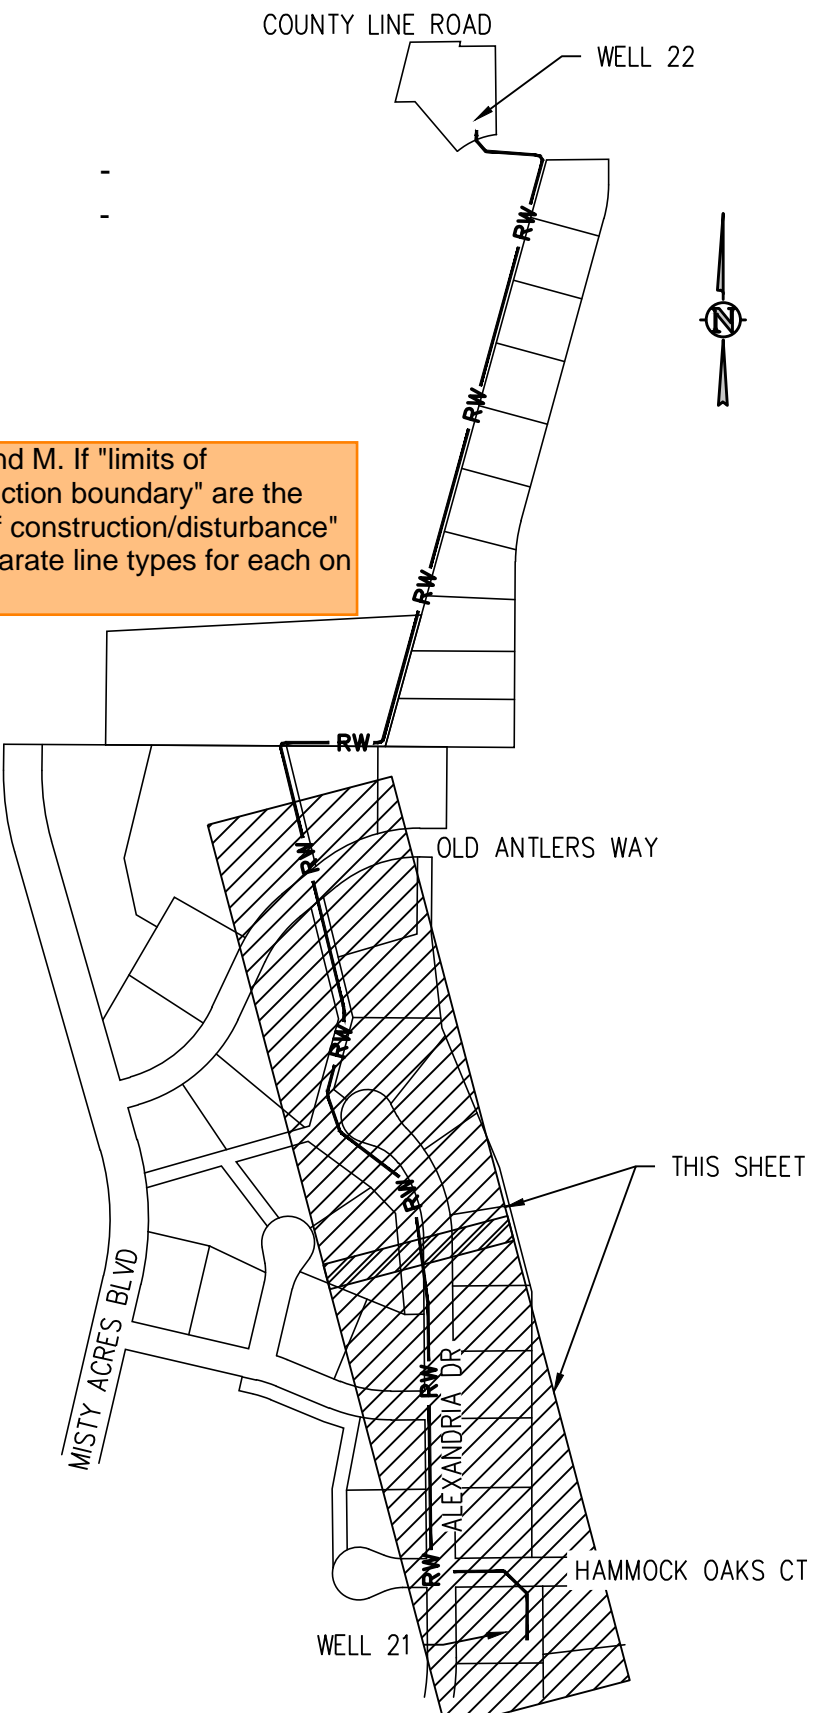 COUNTY LINE ROAD
WELL 22
-
-
RW
N
RW
nd M. If "limits of
ction boundary" are the
f construction/disturbance"
arate line types for each on
RW
RW
OLD ANTLERS WAY
RW
RW
THIS SHEET
RW
MISTY ACRES BLVD
RW
ALEXANDRIA DR
RW
HAMMOCK OAKS CT
WELL 21